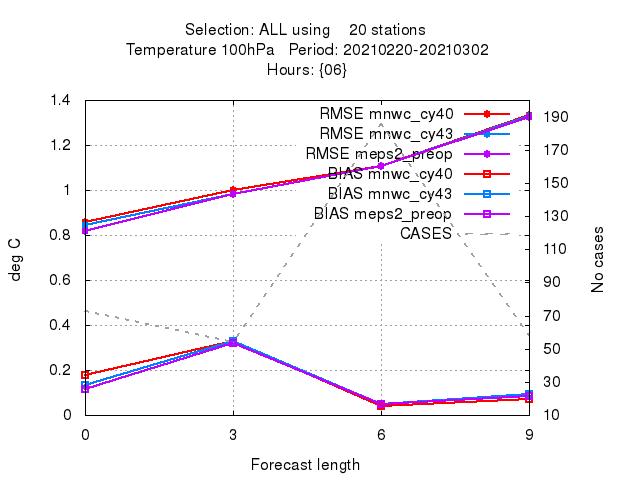 Selection: ALL using 20 stations
Temperature 100hPa Period: 20210220-20210302
Hours: {06}
1.4
1.2
1
0.8
0.6
0.4
0.2
0
deg C
RMSE mnwc_cy40
RMSE mnwc_cy43
RMSE meps2_preop
BIAS mnwc_cy40
BIAS mnwc_cy43
BIAS meps2_preop
CASES
190
170
150
130
110
90
70
50
30
10
No cases
0 3 6 9
Forecast length